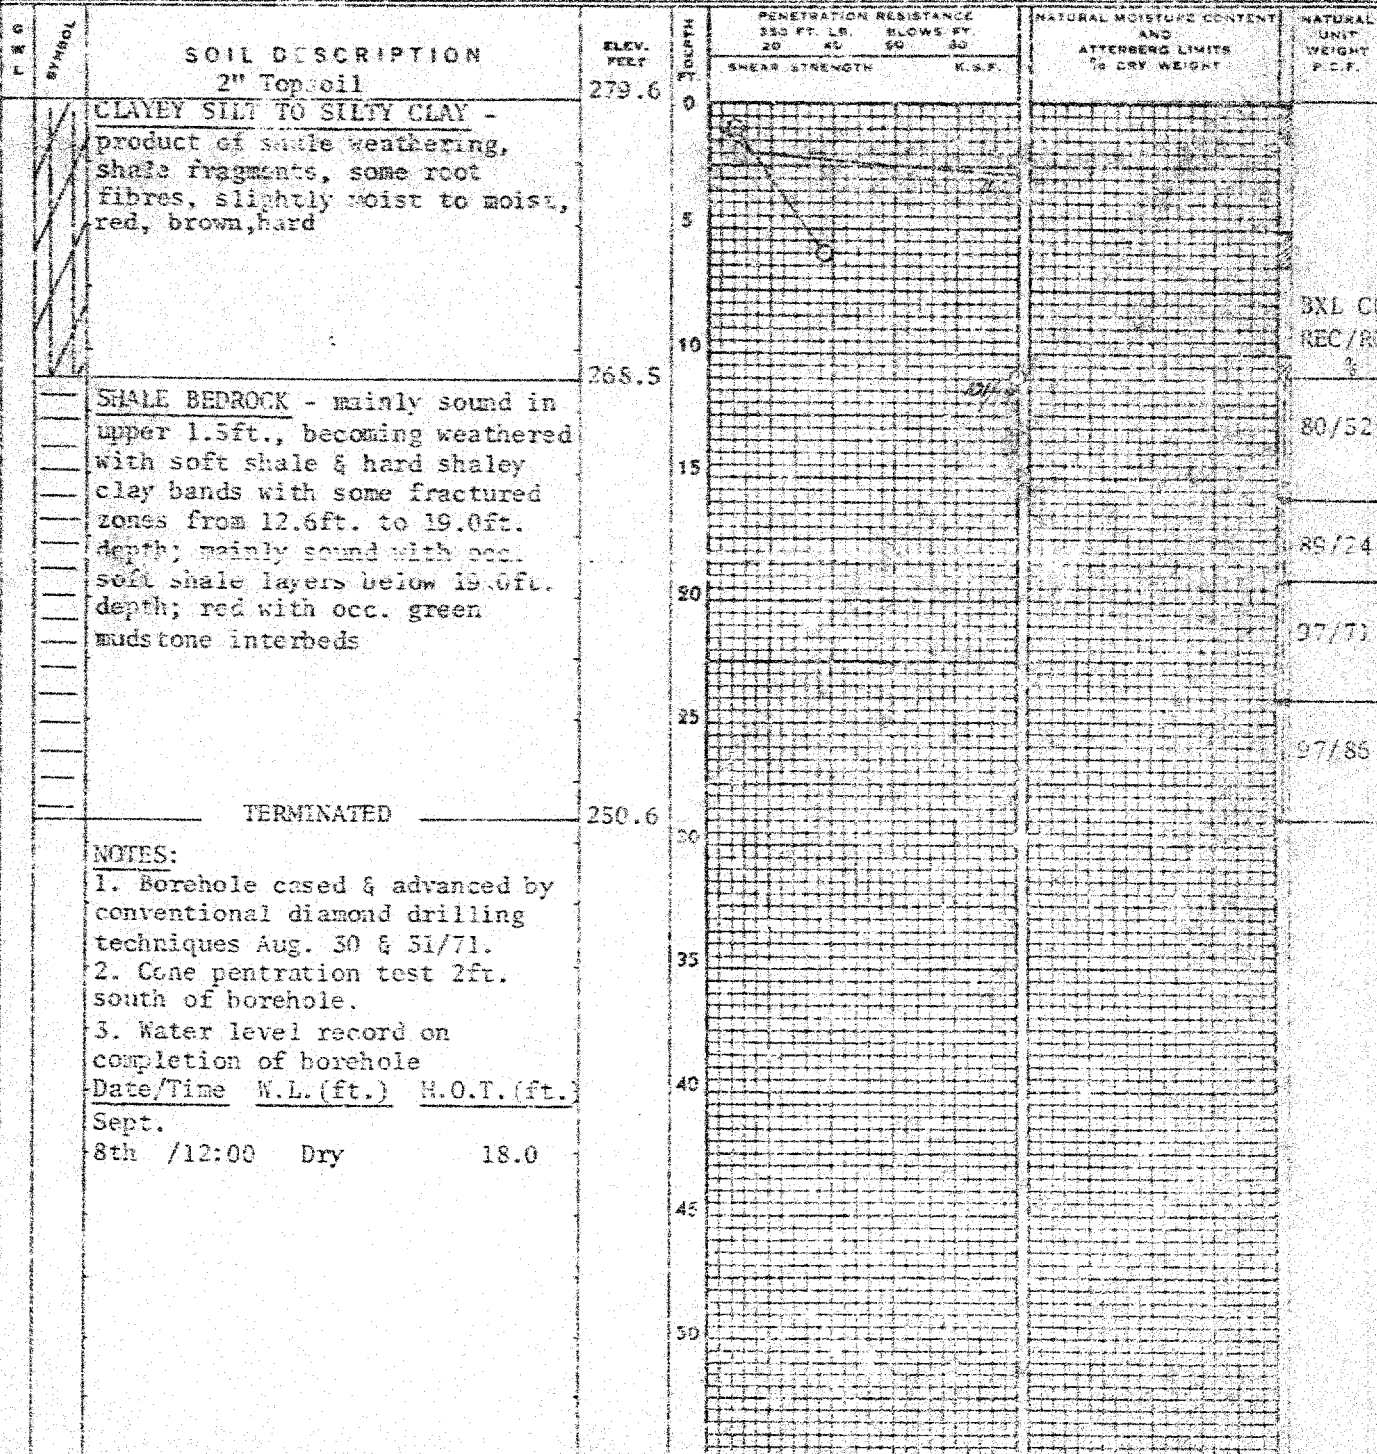 G W L
SYMBOL
SOIL DESCRIPTION
2" Topsoil
ELEV. FEET
279.6
DEPTH FT.
PENETRATION RESISTANCE
350 FT. LB. BLOWS FT.
20 40 60 80
SHEAR STRENGTH K.S.F.
NATURAL MOISTURE CONTENT
AND
ATTERBERG LIMITS
% DRY WEIGHT
NATURAL
UNIT
WEIGHT
P.C.F.
CLAYEY SILT TO SILTY CLAY -
product of shale weathering,
shale fragments, some root
fibres, slightly moist to moist,
red, brown,hard
268.5
SHALE BEDROCK - mainly sound in
upper 1.5ft., becoming weathered
with soft shale & hard shaley
clay bands with some fractured
zones from 12.6ft. to 19.0ft.
depth; mainly sound with occ.
soft shale layers below 19.0ft.
depth; red with occ. green
mudstone interbeds
TERMINATED
250.6
NOTES:
1. Borehole cased & advanced by
conventional diamond drilling
techniques Aug. 30 & 31/71.
2. Cone pentration test 2ft.
south of borehole.
3. Water level record on
completion of borehole
Date/Time W.L.(ft.) H.O.T.(ft.)
Sept.
8th /12:00 Dry 18.0
0
5
10
15
20
25
30
35
40
45
50
BXL
REC/
%
80/52
89/24
97/71
97/86